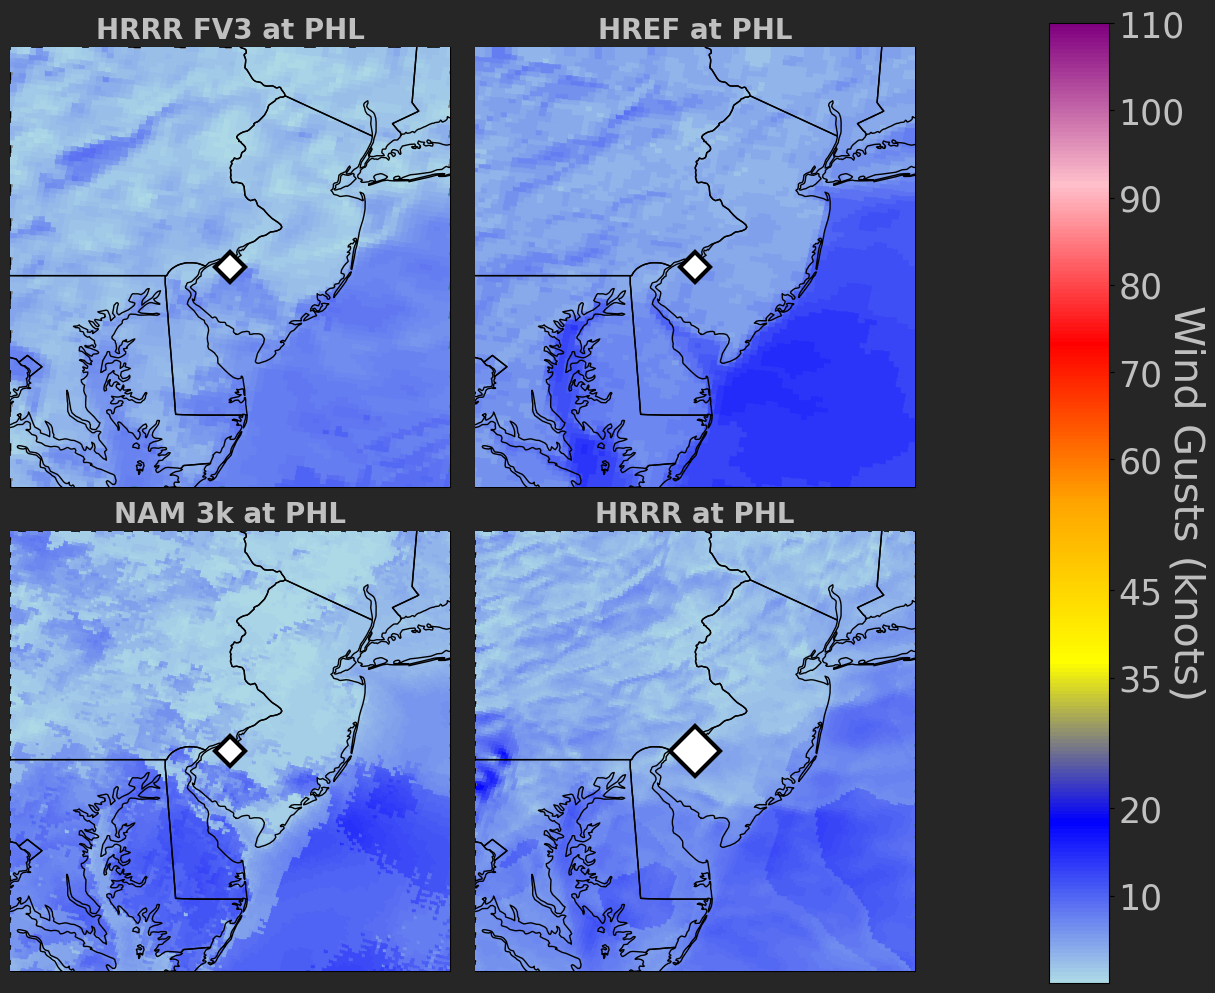 HRRR FV3 at PHL
HREF at PHL
NAM 3k at PHL
HRRR at PHL
110
100
90
80
70
60
45
35
20
10
Wind Gusts (knots)